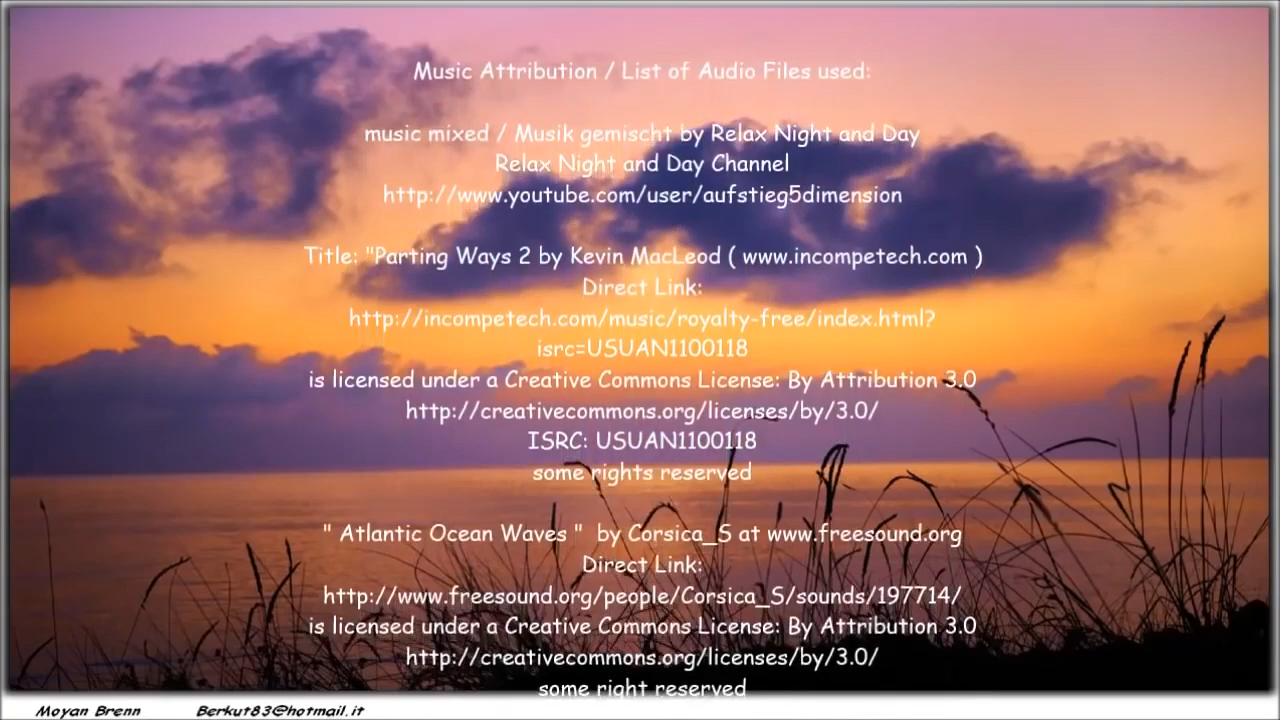 Music Attribution / List of Audio Files used:
music mixed / Musik gemischt by Relax Night and Day
Relax Night and Day Channel
http://www.youtube.com/user/aufstieg5dimension
Title: "Parting Ways 2 by Kevin MacLeod ( www.incompetech.com )
Direct Link:
http://incompetech.com/music/royalty-free/index.html?
isrc=USUAN1100118
is licensed under a Creative Commons License: By Attribution 3.0
http://creativecommons.org/licenses/by/3.0/
ISRC: USUAN1100118
some rights reserved
" Atlantic Ocean Waves "  by Corsica_S at www.freesound.org
Direct Link:
http://www.freesound.org/people/Corsica_S/sounds/197714/
is licensed under a Creative Commons License: By Attribution 3.0
http://creativecommons.org/licenses/by/3.0/
some right reserved
Moyan Brenn Berkut83@hotmail.it